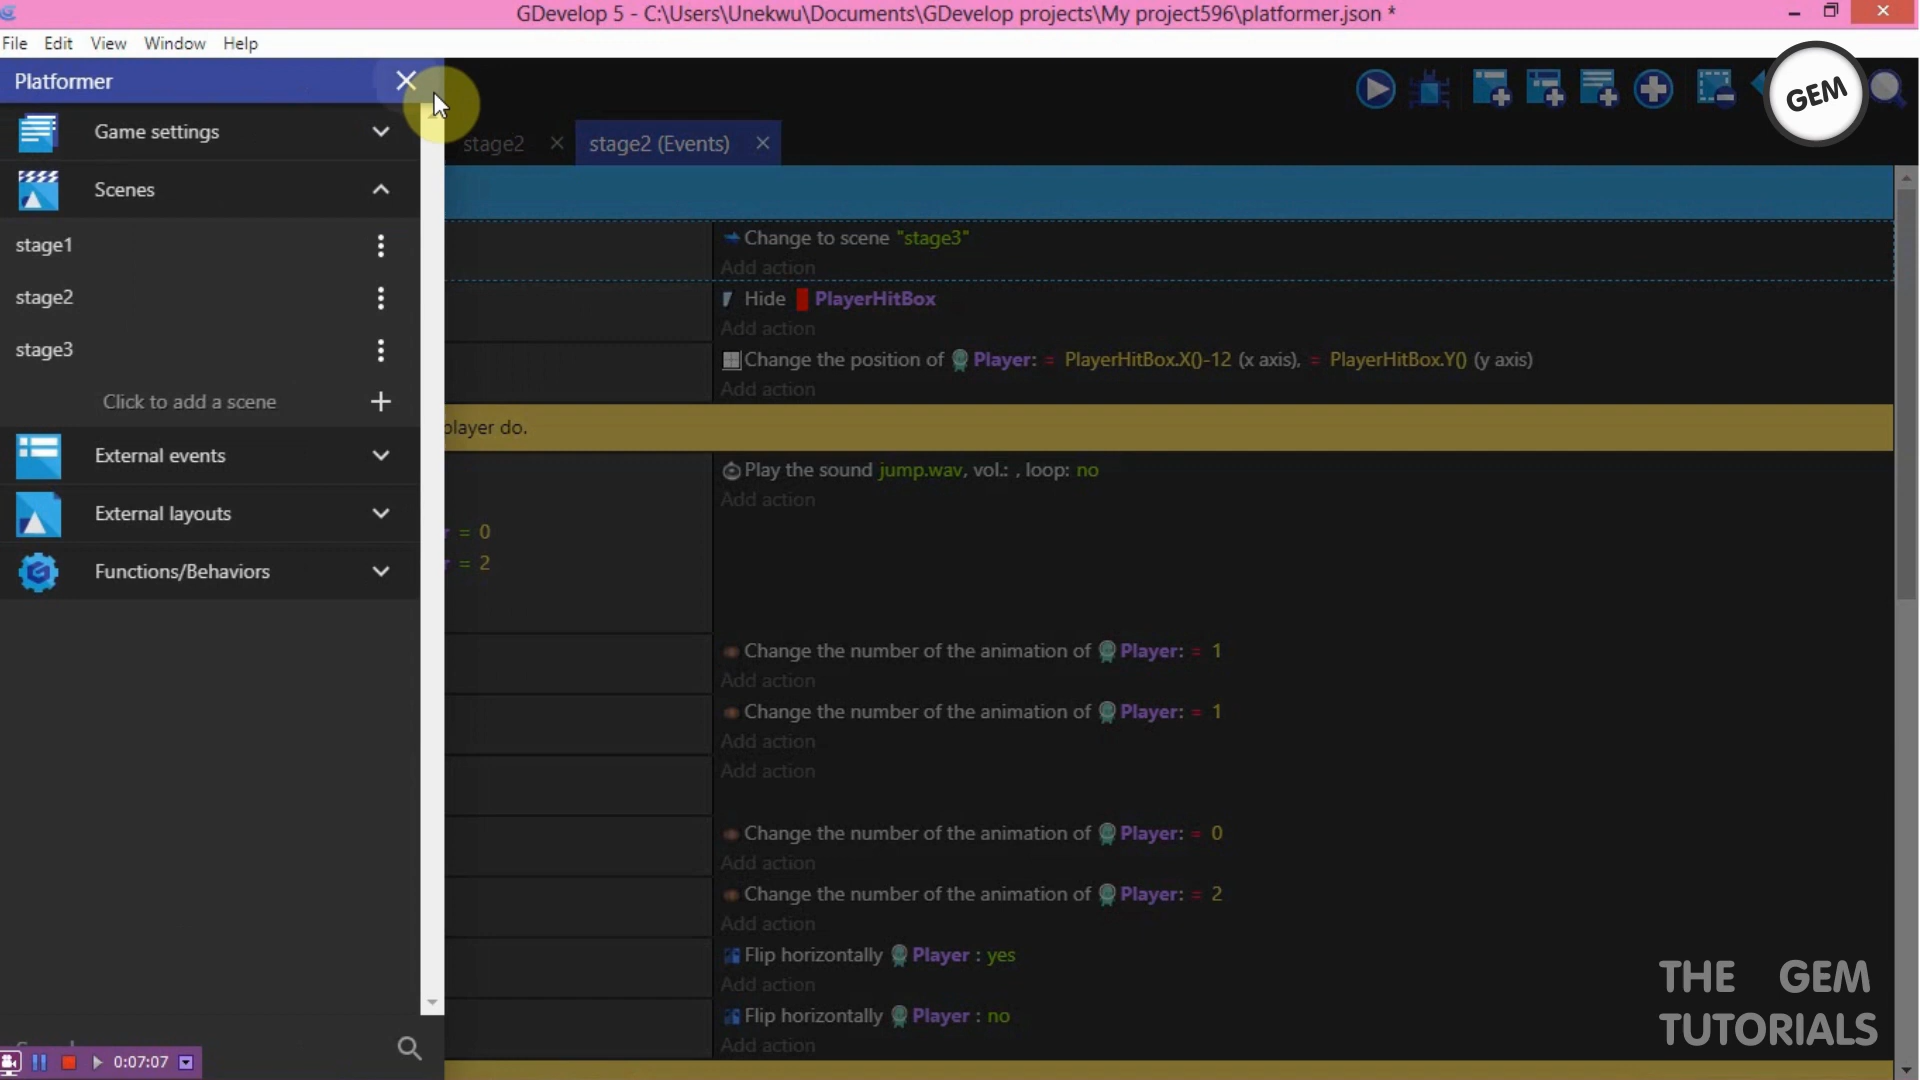 GDevelop 5 - C:\Users\Unekwu\Documents\GDevelop projects\My project596\platformer.json *
File Edit View Window Help
Platformer
GEM
Game settings
stage2
stage2 (Events)
Scenes
stage1
Change to scene "stage3"
Add action
stage2
Hide PlayerHitBox
Add action
stage3
Change the position of Player: = PlayerHitBox.X()-12 (x axis), = PlayerHitBox.Y() (y axis)
Add action
Click to add a scene
player do.
External events
Play the sound jump.wav, vol.: , loop: no
Add action
External layouts
= 0
= 2
Functions/Behaviors
Change the number of the animation of Player: = 1
Add action
Change the number of the animation of Player: = 1
Add action
Add action
Change the number of the animation of Player: = 0
Add action
Change the number of the animation of Player: = 2
Add action
Flip horizontally Player : yes
Add action
Flip horizontally Player : no
Add action
THE GEM
TUTORIALS
0:07:07